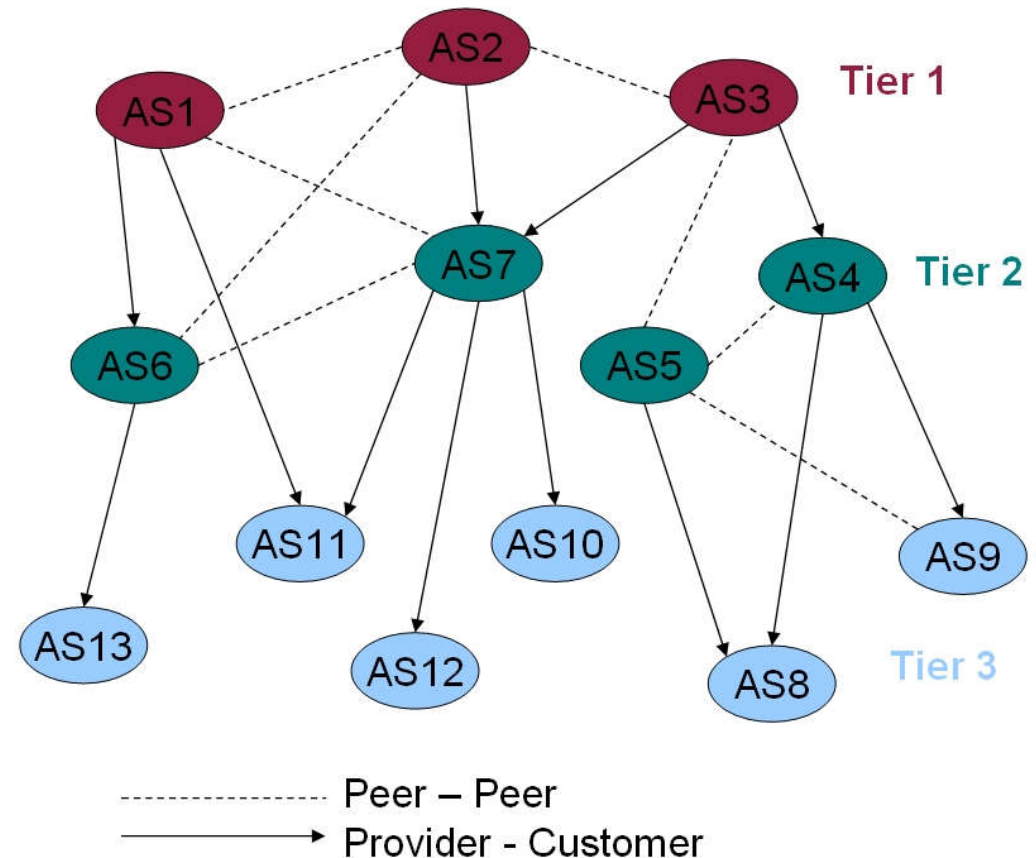 AS2
AS3
Tier 1
AS1
AS7
AS4
Tier 2
AS6
AS5
AS11
AS10
AS9
AS13
AS12
AS8
Tier 3
Peer – Peer
Provider - Customer